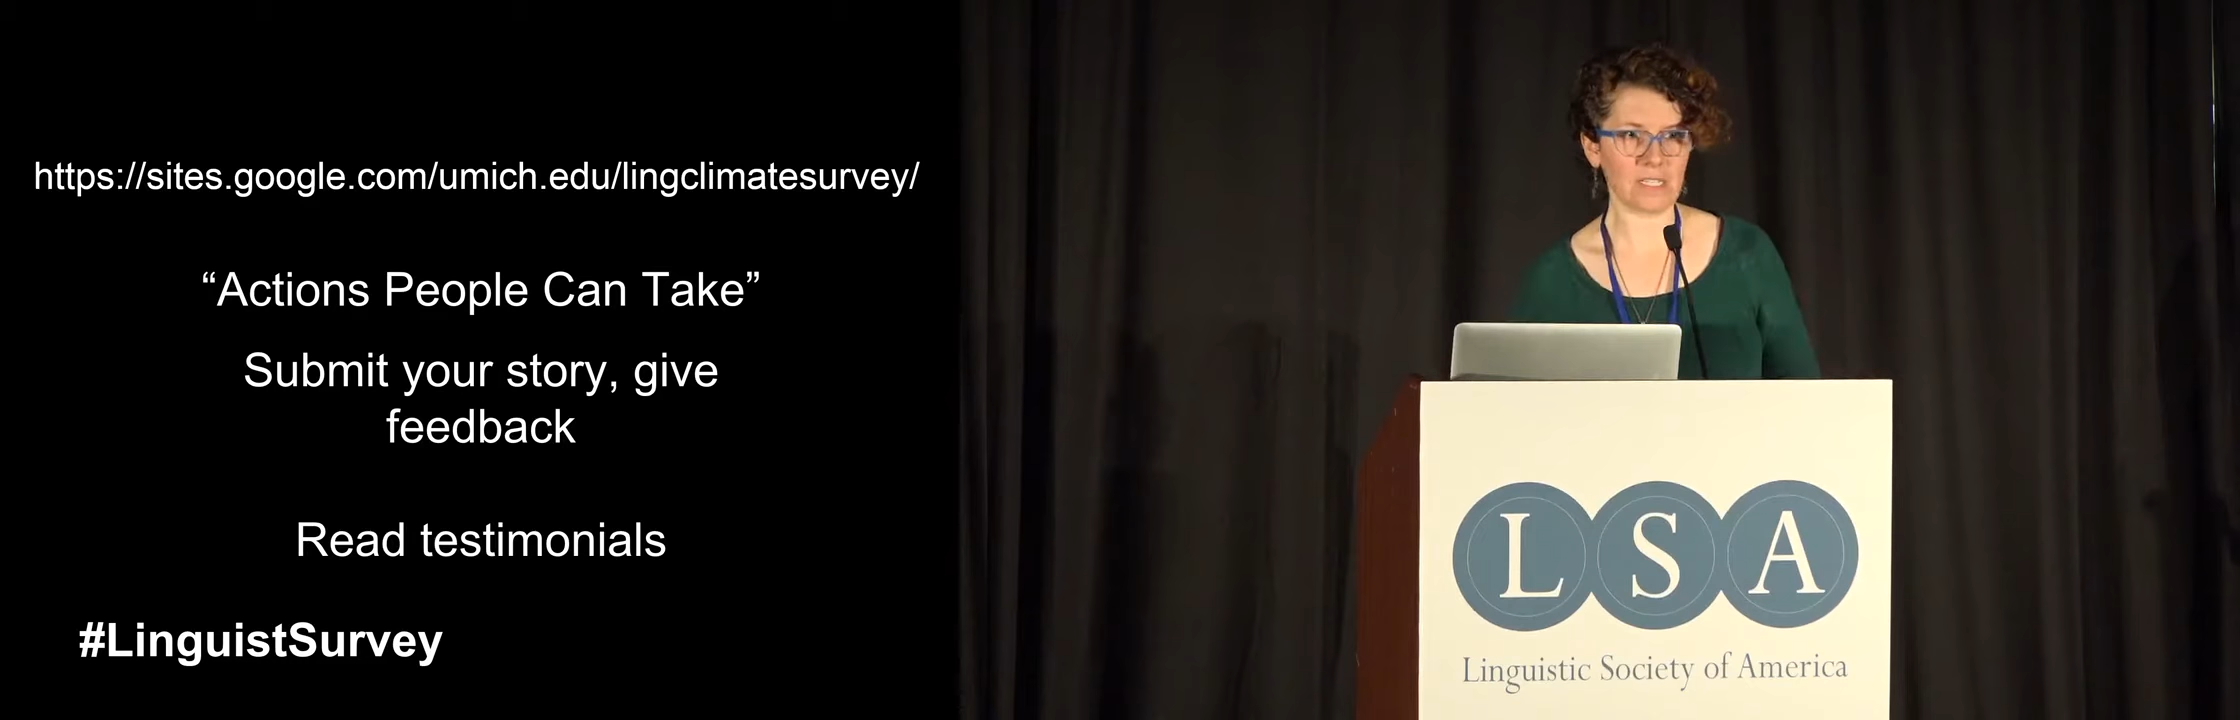 https://sites.google.com/umich.edu/lingclimatesurvey/
“Actions People Can Take”
Submit your story, give
feedback
Read testimonials
#LinguistSurvey
LSA
Linguistic Society of America